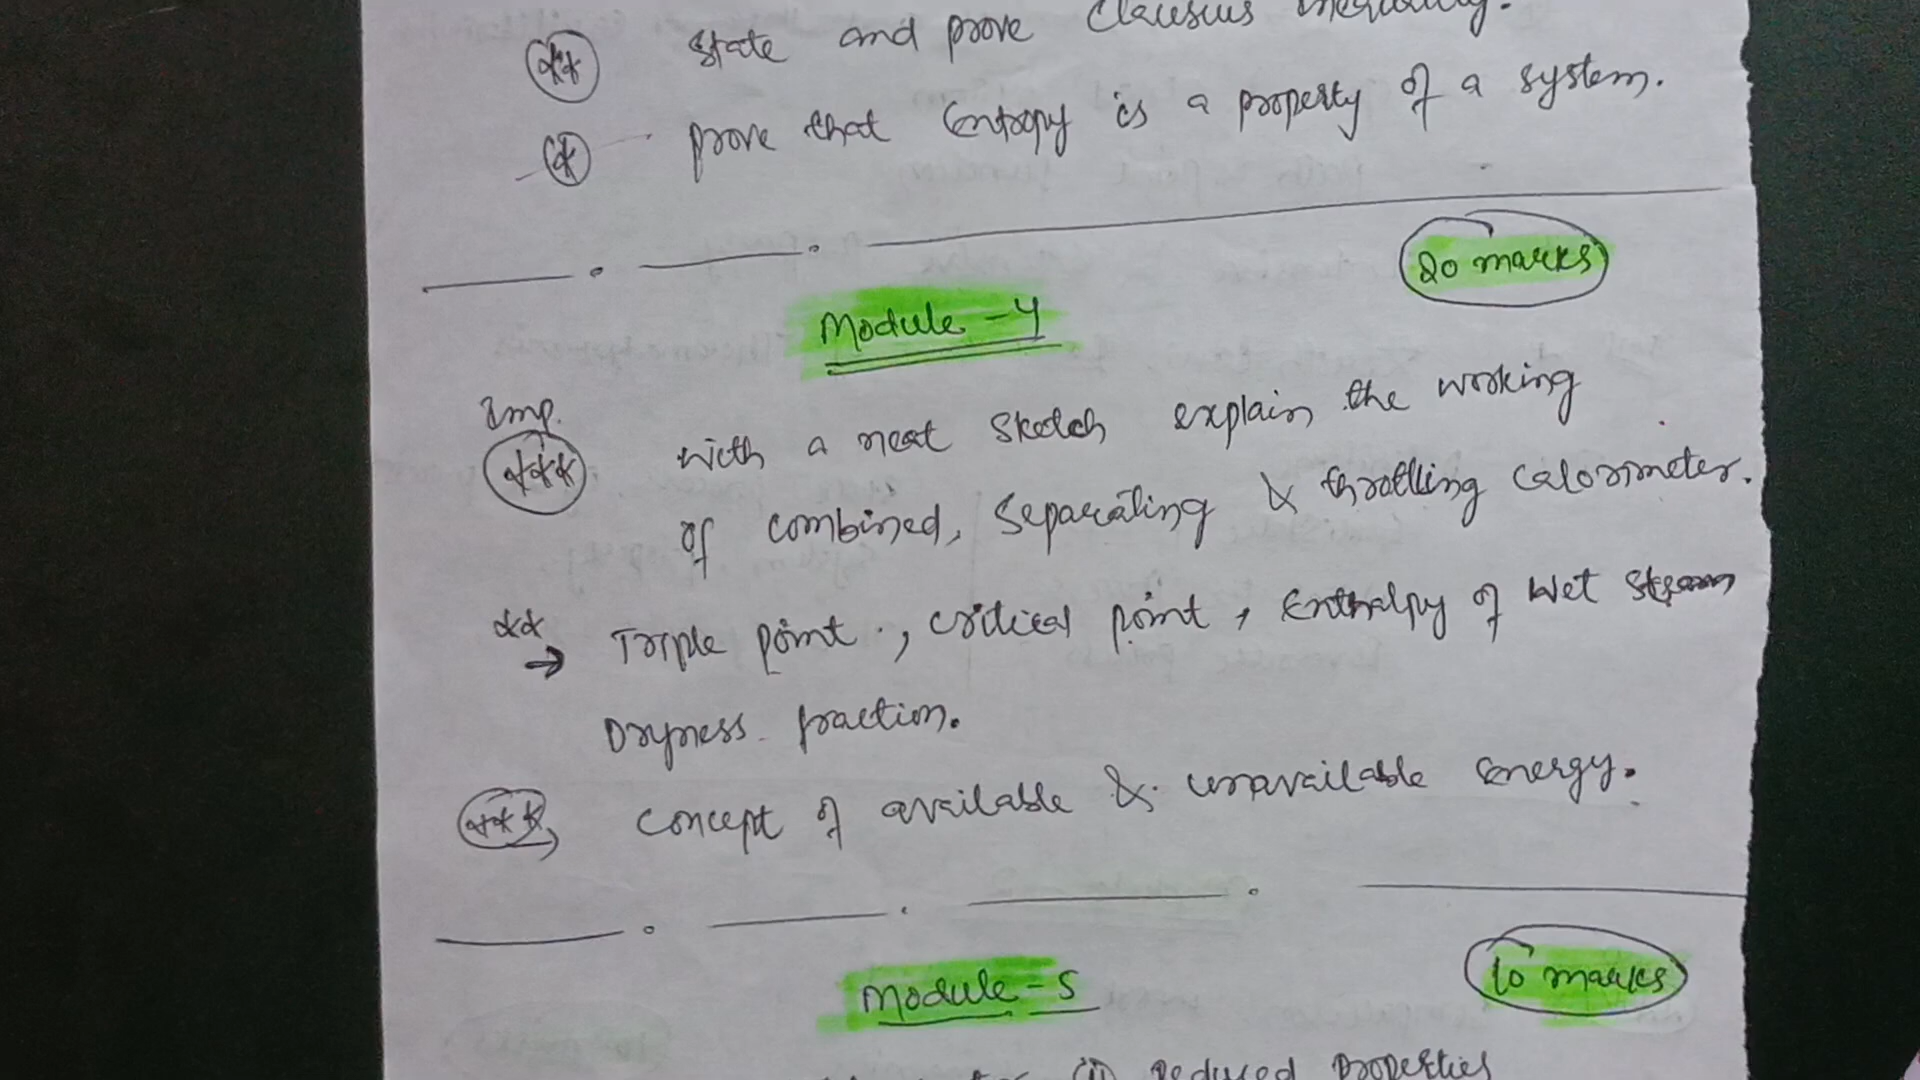 ** State and prove Clausius inequality.
* prove that Entropy is a property of a system.
20 marks
Module - 4
Imp.
*** with a neat sketch explain the working
of combined, Separating & throttling Calorimeter.
**
→ Triple point, critical point, Enthalpy of Wet Steam
Dryness fraction.
*** concept of available & unavailable Energy.
Module - 5
10 marks
(ii) Reduced Properties